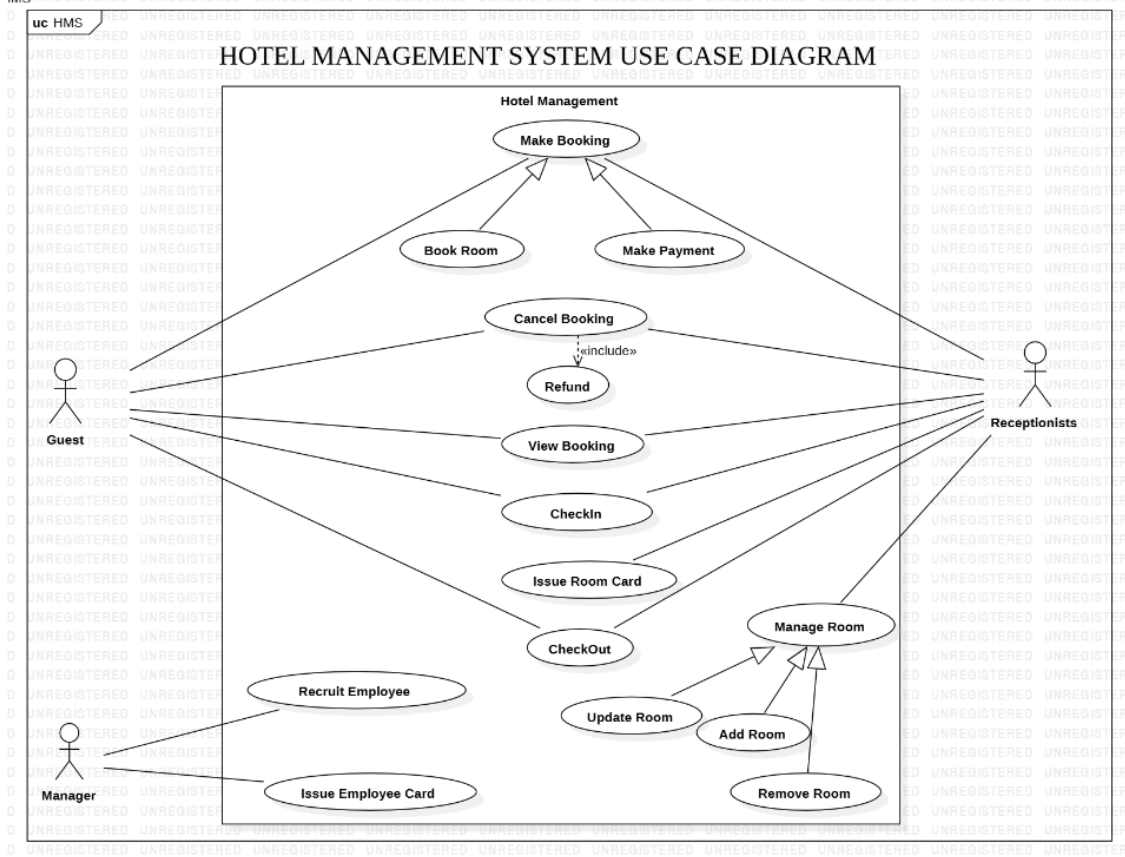 uc HMS
HOTEL MANAGEMENT SYSTEM USE CASE DIAGRAM
Hotel Management
Make Booking
Book Room
Make Payment
Cancel Booking
«include»
Refund
Guest
Receptionists
View Booking
CheckIn
Issue Room Card
Manage Room
CheckOut
Recruit Employee
Update Room
Add Room
Manager
Issue Employee Card
Remove Room
UNREGISTERED